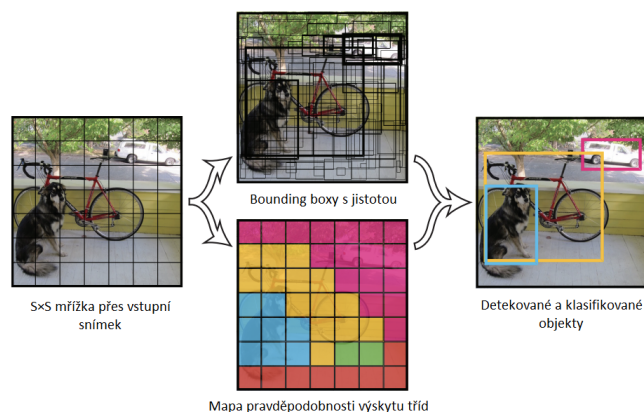 Bounding boxy s jistotou
S×S mřížka přes vstupní
snímek
Detekované a klasifikované
objekty
Mapa pravděpodobnosti výskytu tříd